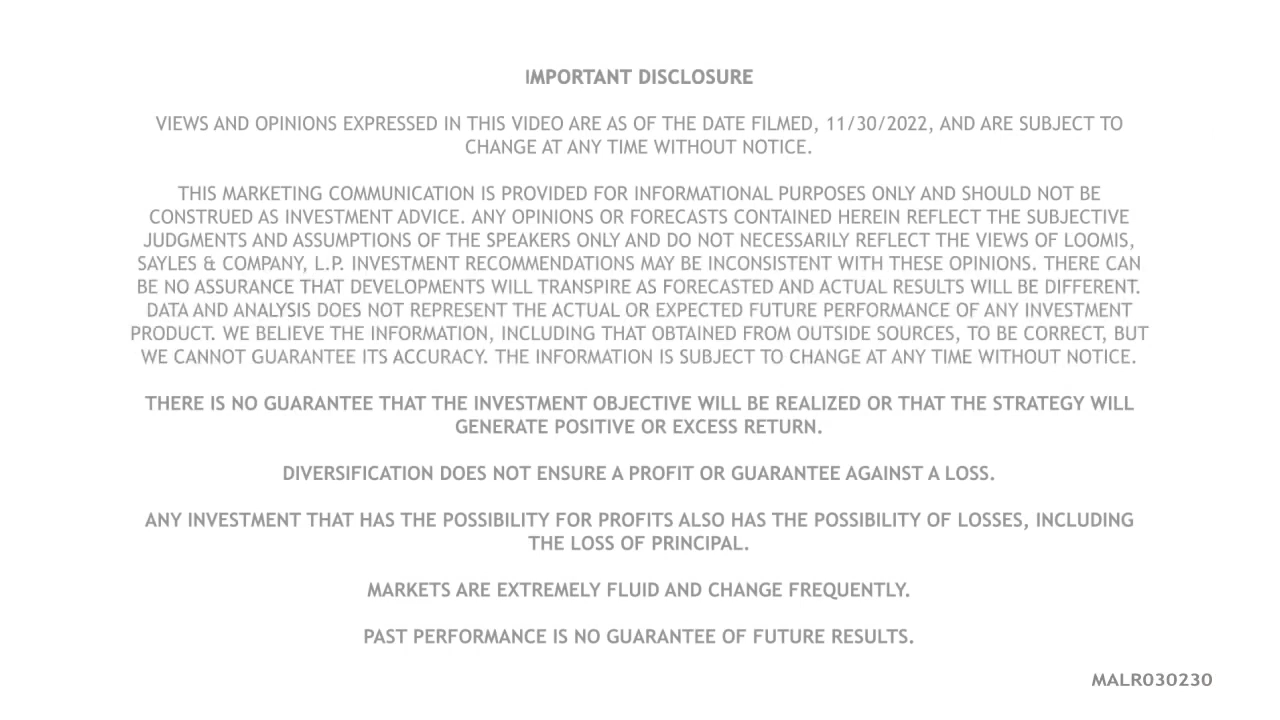 IMPORTANT DISCLOSURE
VIEWS AND OPINIONS EXPRESSED IN THIS VIDEO ARE AS OF THE DATE FILMED, 11/30/2022, AND ARE SUBJECT TO
CHANGE AT ANY TIME WITHOUT NOTICE.
THIS MARKETING COMMUNICATION IS PROVIDED FOR INFORMATIONAL PURPOSES ONLY AND SHOULD NOT BE
CONSTRUED AS INVESTMENT ADVICE. ANY OPINIONS OR FORECASTS CONTAINED HEREIN REFLECT THE SUBJECTIVE
JUDGMENTS AND ASSUMPTIONS OF THE SPEAKERS ONLY AND DO NOT NECESSARILY REFLECT THE VIEWS OF LOOMIS,
SAYLES & COMPANY, L.P. INVESTMENT RECOMMENDATIONS MAY BE INCONSISTENT WITH THESE OPINIONS. THERE CAN
BE NO ASSURANCE THAT DEVELOPMENTS WILL TRANSPIRE AS FORECASTED AND ACTUAL RESULTS WILL BE DIFFERENT.
DATA AND ANALYSIS DOES NOT REPRESENT THE ACTUAL OR EXPECTED FUTURE PERFORMANCE OF ANY INVESTMENT
PRODUCT. WE BELIEVE THE INFORMATION, INCLUDING THAT OBTAINED FROM OUTSIDE SOURCES, TO BE CORRECT, BUT
WE CANNOT GUARANTEE ITS ACCURACY. THE INFORMATION IS SUBJECT TO CHANGE AT ANY TIME WITHOUT NOTICE.
THERE IS NO GUARANTEE THAT THE INVESTMENT OBJECTIVE WILL BE REALIZED OR THAT THE STRATEGY WILL
GENERATE POSITIVE OR EXCESS RETURN.
DIVERSIFICATION DOES NOT ENSURE A PROFIT OR GUARANTEE AGAINST A LOSS.
ANY INVESTMENT THAT HAS THE POSSIBILITY FOR PROFITS ALSO HAS THE POSSIBILITY OF LOSSES, INCLUDING
THE LOSS OF PRINCIPAL.
MARKETS ARE EXTREMELY FLUID AND CHANGE FREQUENTLY.
PAST PERFORMANCE IS NO GUARANTEE OF FUTURE RESULTS.
MALR030230